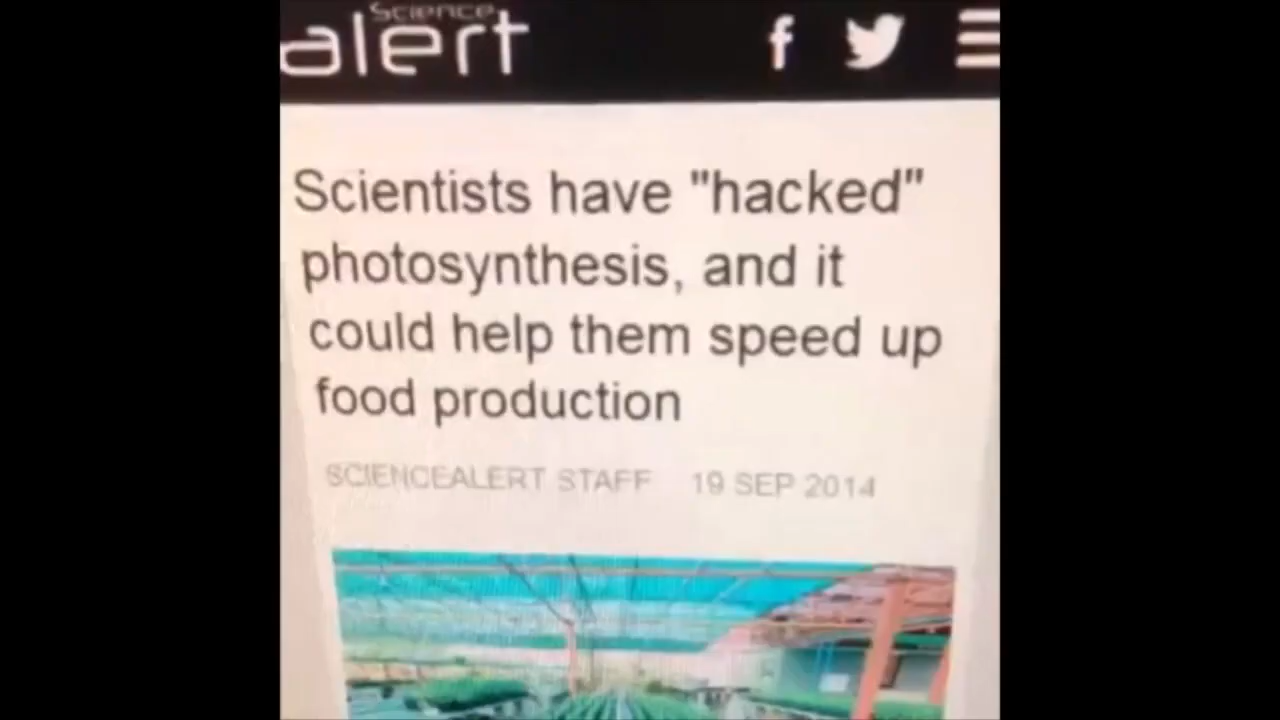 Science
alert
Scientists have "hacked"
photosynthesis, and it
could help them speed up
food production
SCIENCEALERT STAFF 19 SEP 2014